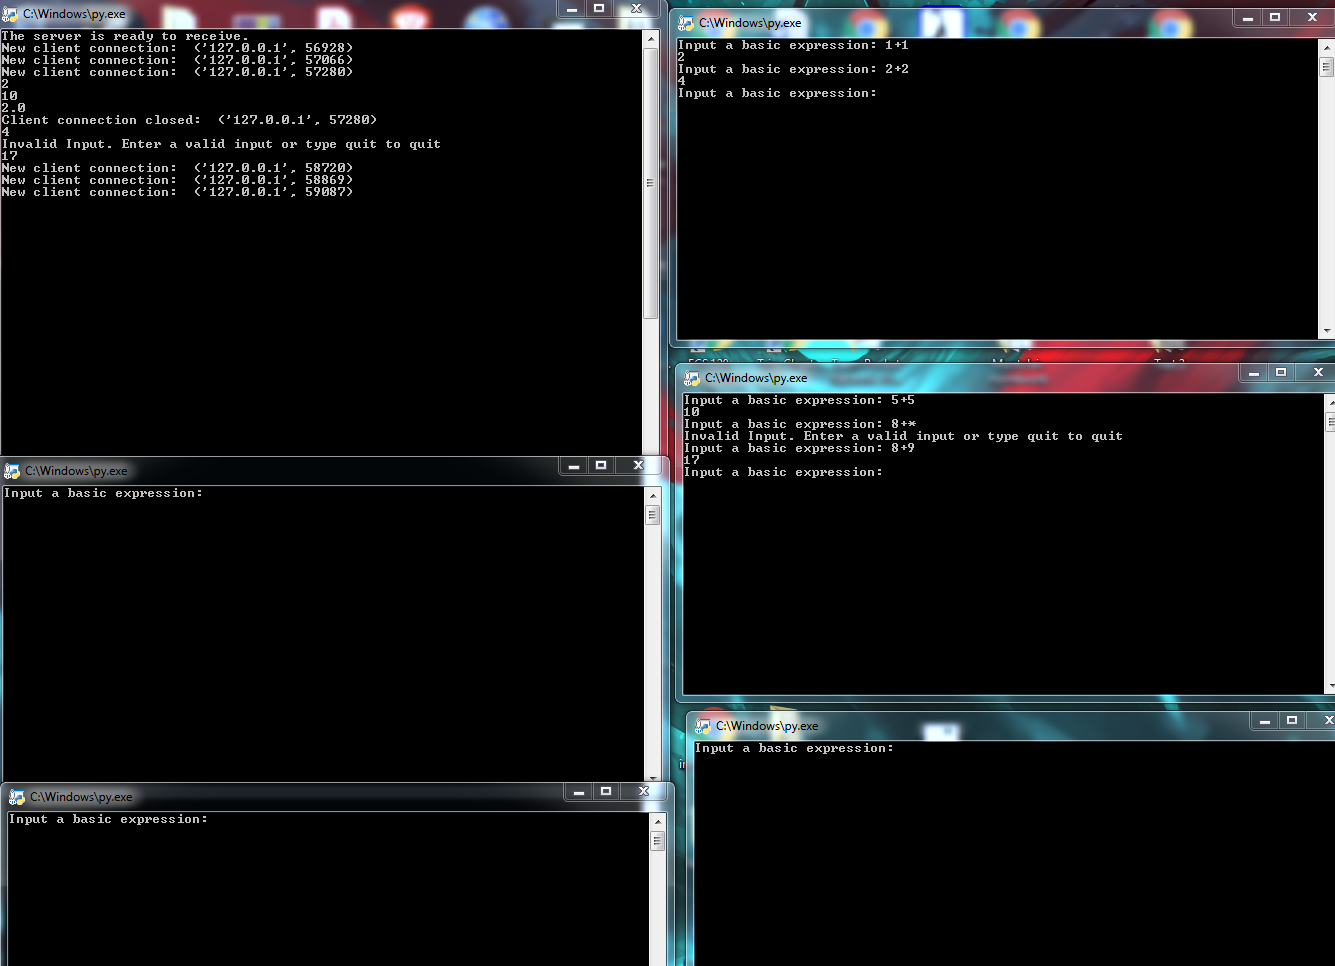 C:\Windows\py.exe
The server is ready to receive.
New client connection:  ('127.0.0.1', 56928)
New client connection:  ('127.0.0.1', 57066)
New client connection:  ('127.0.0.1', 57280)
2
10
2.0
Client connection closed:  ('127.0.0.1', 57280)
4
Invalid Input. Enter a valid input or type quit to quit
17
New client connection:  ('127.0.0.1', 58720)
New client connection:  ('127.0.0.1', 58869)
New client connection:  ('127.0.0.1', 59087)
C:\Windows\py.exe
Input a basic expression: 1+1
2
Input a basic expression: 2+2
4
Input a basic expression:
C:\Windows\py.exe
Input a basic expression: 5+5
10
Input a basic expression: 8+*
Invalid Input. Enter a valid input or type quit to quit
Input a basic expression: 8+9
17
Input a basic expression:
C:\Windows\py.exe
Input a basic expression:
C:\Windows\py.exe
Input a basic expression:
C:\Windows\py.exe
Input a basic expression: